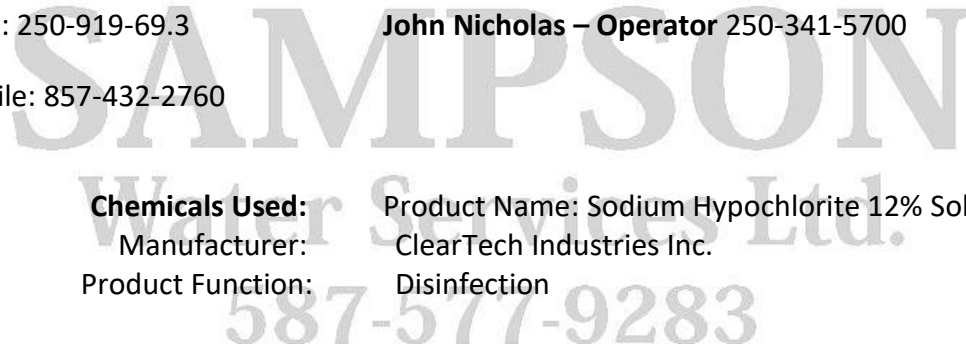 : 250-919-69.3 John Nicholas – Operator 250-341-5700
ile: 857-432-2760
SAMPSON
Water Services Ltd.
587-577-9283
Chemicals Used: Product Name: Sodium Hypochlorite 12% Sol
Manufacturer: ClearTech Industries Inc.
Product Function: Disinfection